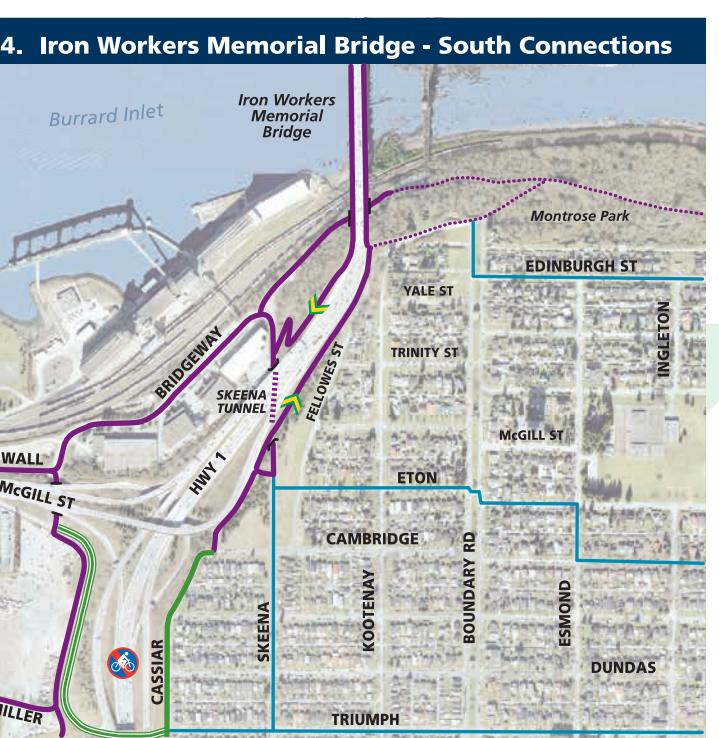 4. Iron Workers Memorial Bridge - South Connections
Burrard Inlet
Iron Workers
Memorial
Bridge
Montrose Park
EDINBURGH ST
YALE ST
INGLETON
BRIDGEWAY
TRINITY ST
FELLOWES ST
SKEENA
TUNNEL
McGILL ST
WALL
HWY 1
ETON
McGILL ST
CAMBRIDGE
BOUNDARY RD
KOOTENAY
ESMOND
SKEENA
CASSIAR
DUNDAS
ILLER
TRIUMPH